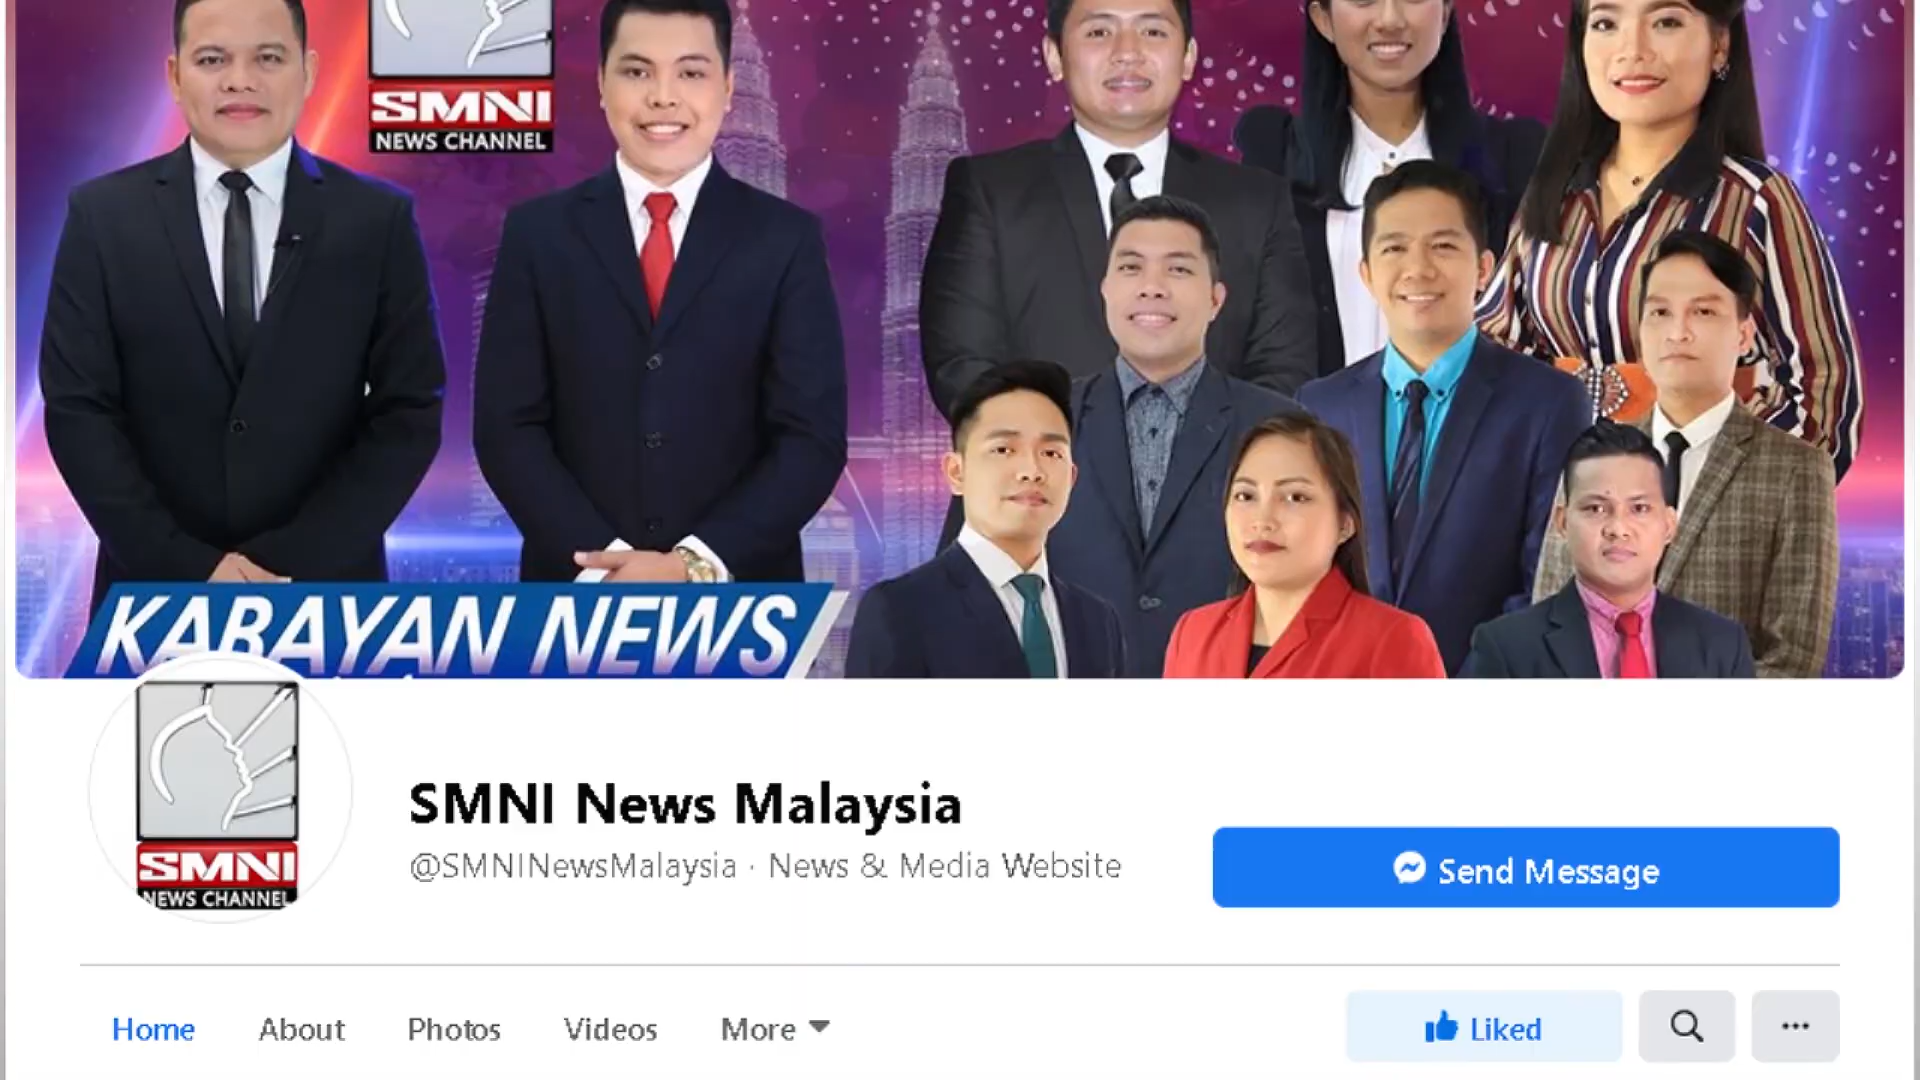 SMNI
NEWS CHANNEL
KABAYAN NEWS
SMNI
NEWS CHANNEL
SMNI News Malaysia
@SMNINewsMalaysia · News & Media Website
Send Message
Home About Photos Videos More
Liked